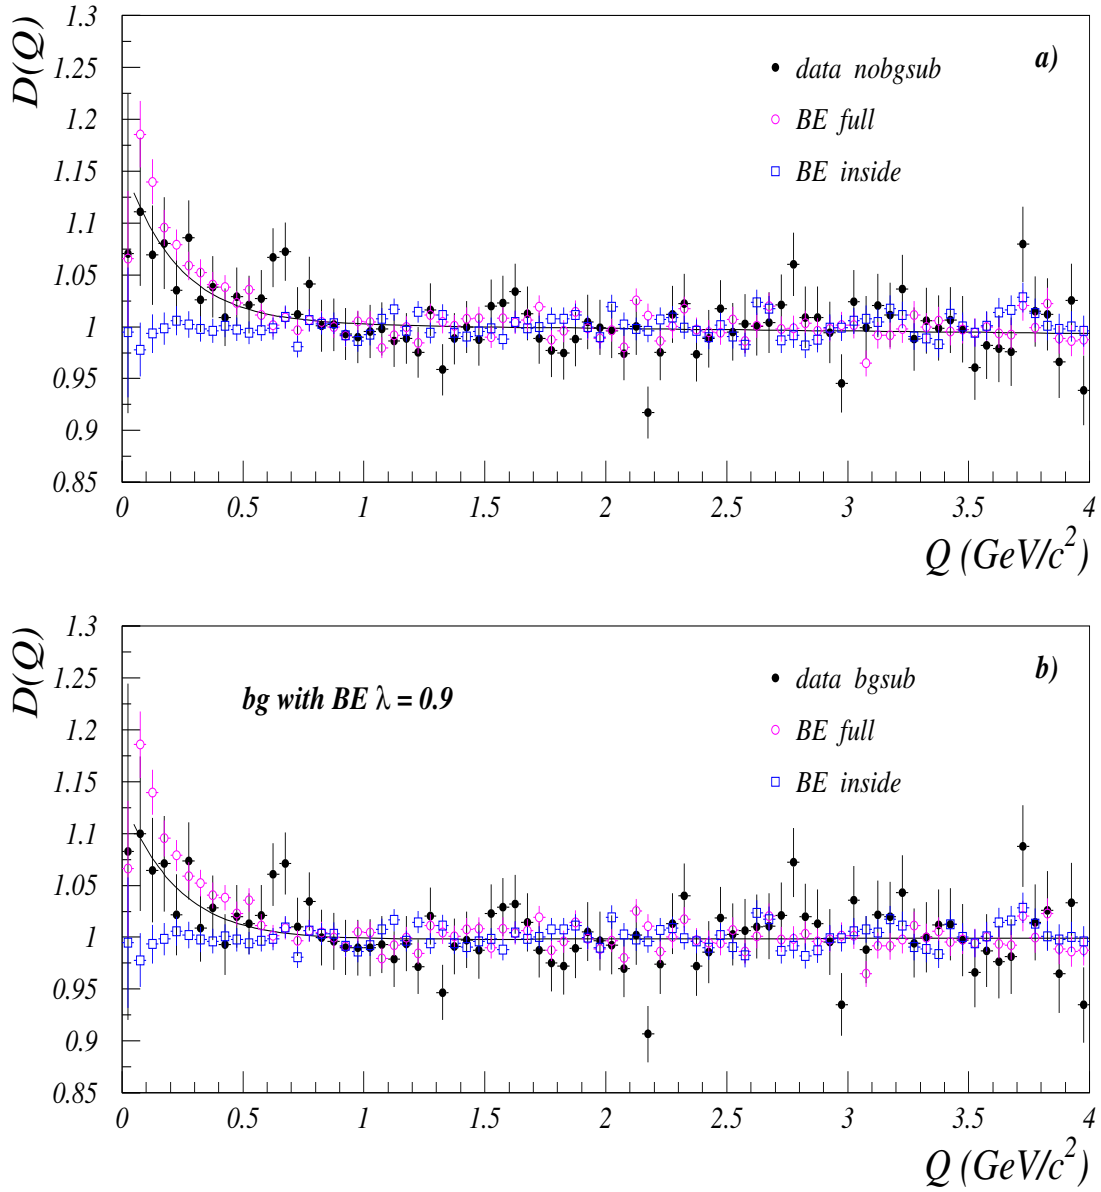 D(Q)
1.3
1.25
1.2
1.15
1.1
1.05
1
0.95
0.9
0.85
a)
data nobgsub
BE full
BE inside
0 0.5 1 1.5 2 2.5 3 3.5 4
Q (GeV/c²)
D(Q)
1.3
1.25
1.2
1.15
1.1
1.05
1
0.95
0.9
0.85
b)
bg with BE λ = 0.9
data bgsub
BE full
BE inside
0 0.5 1 1.5 2 2.5 3 3.5 4
Q (GeV/c²)